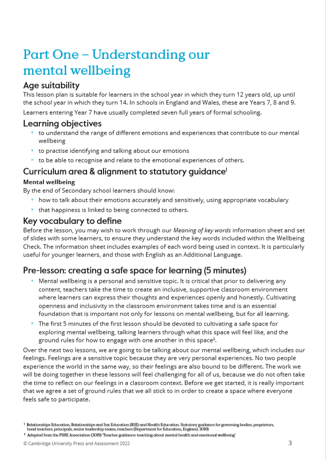 Part One – Understanding our
mental wellbeing
Age suitability
This lesson plan is suitable for learners in the school year in which they turn 12 years old, up until
the school year in which they turn 14. In schools in England and Wales, these are Years 7, 8 and 9.
Learners entering Year 7 have usually completed seven full years of formal schooling.
Learning objectives
• to understand the range of different emotions and experiences that contribute to our mental
wellbeing
• to practise identifying and talking about our emotions
• to be able to recognise and relate to the emotional experiences of others.
Curriculum area & alignment to statutory guidance¹
Mental wellbeing
By the end of Secondary school learners should know:
• how to talk about their emotions accurately and sensitively, using appropriate vocabulary
• that happiness is linked to being connected to others.
Key vocabulary to define
Before the lesson, you may wish to work through our Meaning of key words information sheet and set
of slides with some learners, to ensure they understand the key words included within the Wellbeing
Check. The information sheet includes examples of each word being used in context. It is particularly
useful for younger learners, and those with English as an Additional Language.
Pre-lesson: creating a safe space for learning (5 minutes)
• Mental wellbeing is a personal and sensitive topic. It is critical that prior to delivering any
content, teachers take the time to create an inclusive, supportive classroom environment
where learners can express their thoughts and experiences openly and honestly. Cultivating
openness and inclusivity in the classroom environment takes time and is an essential
foundation that is important not only for lessons on mental wellbeing, but for all learning.
• The first 5 minutes of the first lesson should be devoted to cultivating a safe space for
exploring mental wellbeing, talking learners through what this space will feel like, and the
ground rules for how to engage with one another in this space².
Over the next two lessons, we are going to be talking about our mental wellbeing, which includes our
feelings. Feelings are a sensitive topic because they are very personal experiences. No two people
experience the world in the same way, so their feelings are also bound to be different. The work we
will be doing together in these lessons will feel challenging for all of us, because we do not often take
the time to reflect on our feelings in a classroom context. Before we get started, it is really important
that we agree a set of ground rules that we all stick to in order to create a space where everyone
feels safe to participate.
¹ Relationships Education, Relationships and Sex Education (RSE) and Health Education, Statutory guidance for governing bodies, proprietors,
head teachers, principals, senior leadership teams, teachers (Department for Education, England, 2019)
² Adapted from the PSHE Association (2019) 'Teacher guidance: teaching about mental health and emotional wellbeing'
© Cambridge University Press and Assessment 2022
3